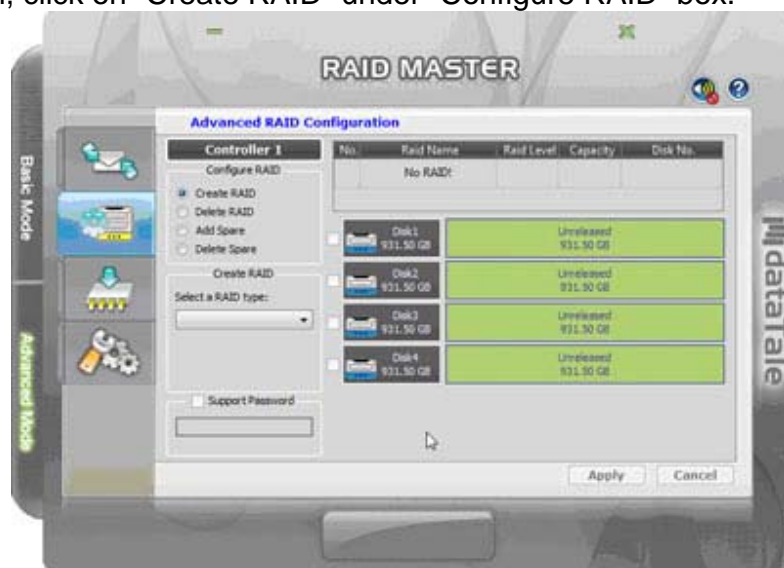 , click on "Create RAID" under "Configure RAID" box.
RAID MASTER
Advanced RAID Configuration
Controller 1
Configure RAID
Create RAID
Delete RAID
Add Spare
Delete Spare
Create RAID
Select a RAID type:
Support Password
No. Raid Name Raid Level Capacity Disk No.
No RAID!
Disk1
931.50 GB
Unreleased
931.50 GB
Disk2
931.50 GB
Unreleased
931.50 GB
Disk3
931.50 GB
Unreleased
931.50 GB
Disk4
931.50 GB
Unreleased
931.50 GB
Apply Cancel
Basic Mode
Advanced Mode
dataTale